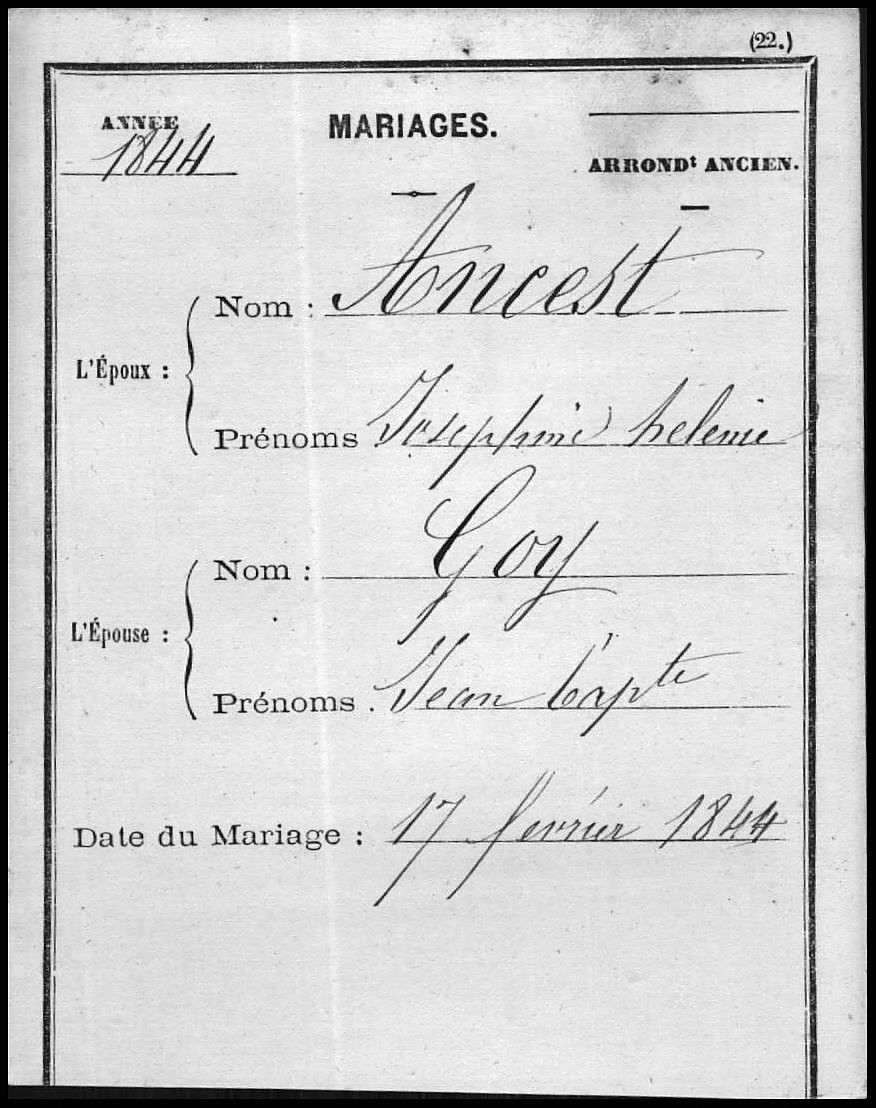 (22.)
ANNÉE
1844
MARIAGES.
ARRONDt ANCIEN.
Nom : Ancest
L'Époux :
Prénoms Josephine helenie
Nom : Goy
L'Épouse :
Prénoms . Jean bapte
Date du Mariage : 17 fevrier 1844